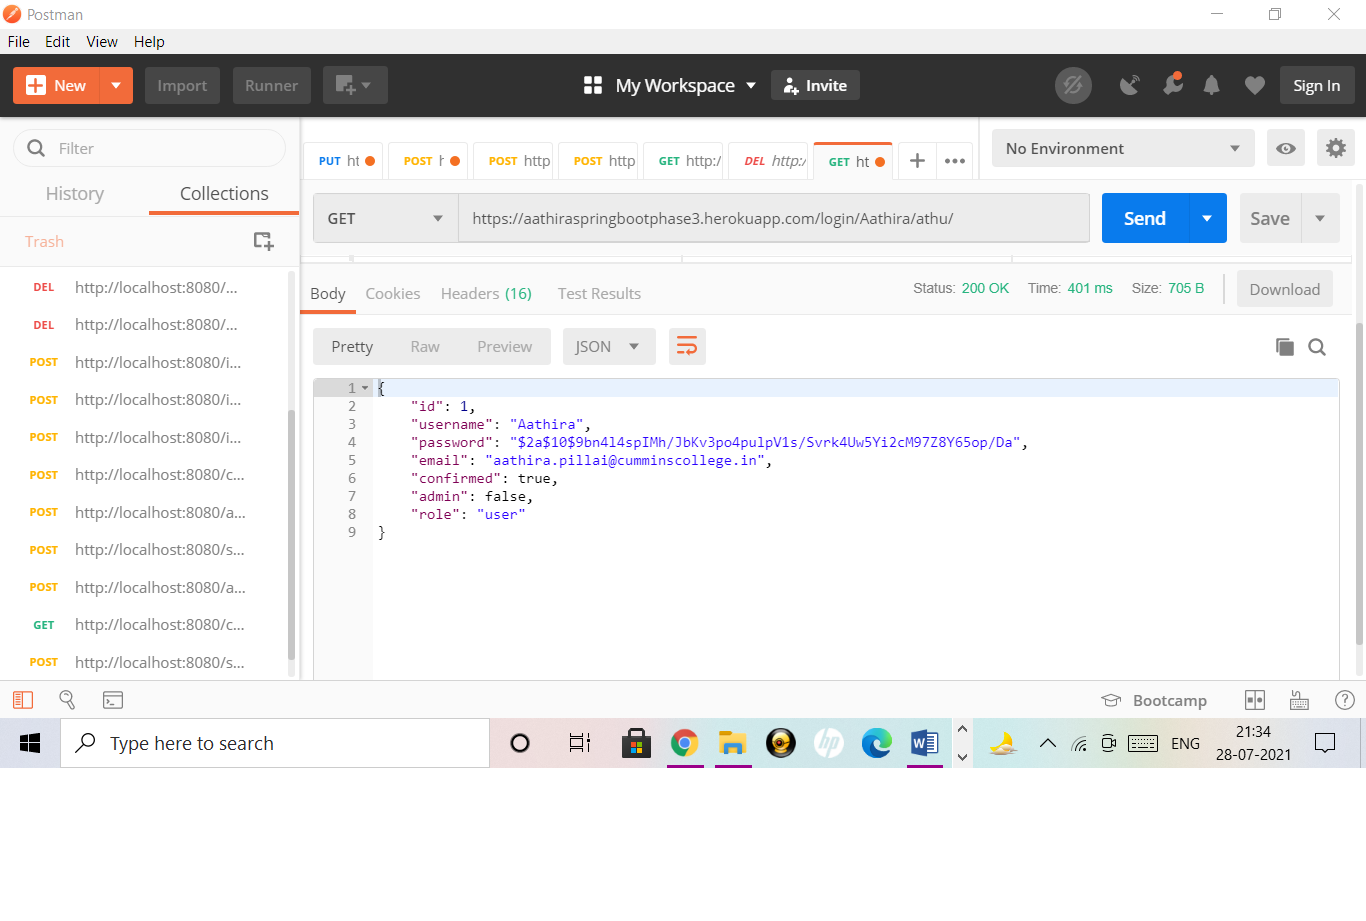 Postman
File Edit View Help
New Import Runner My Workspace Invite Sign In
Filter
History Collections
Trash
DEL http://localhost:8080/...
DEL http://localhost:8080/...
POST http://localhost:8080/i...
POST http://localhost:8080/i...
POST http://localhost:8080/i...
POST http://localhost:8080/c...
POST http://localhost:8080/a...
POST http://localhost:8080/s...
POST http://localhost:8080/a...
GET http://localhost:8080/c...
POST http://localhost:8080/s...
PUT ht POST h POST http POST http GET http:/ DEL http:/ GET ht
No Environment
GET https://aathiraspringbootphase3.herokuapp.com/login/Aathira/athu/ Send Save
Body Cookies Headers (16) Test Results Status: 200 OK Time: 401 ms Size: 705 B Download
Pretty Raw Preview JSON
1 {
2 "id": 1,
3 "username": "Aathira",
4 "password": "$2a$10$9bn4l4spIMh/JbKv3po4pulpV1s/Svrk4Uw5Yi2cM97Z8Y65op/Da",
5 "email": "aathira.pillai@cumminscollege.in",
6 "confirmed": true,
7 "admin": false,
8 "role": "user"
9 }
Bootcamp
Type here to search
hp
W
ENG
21:34
28-07-2021